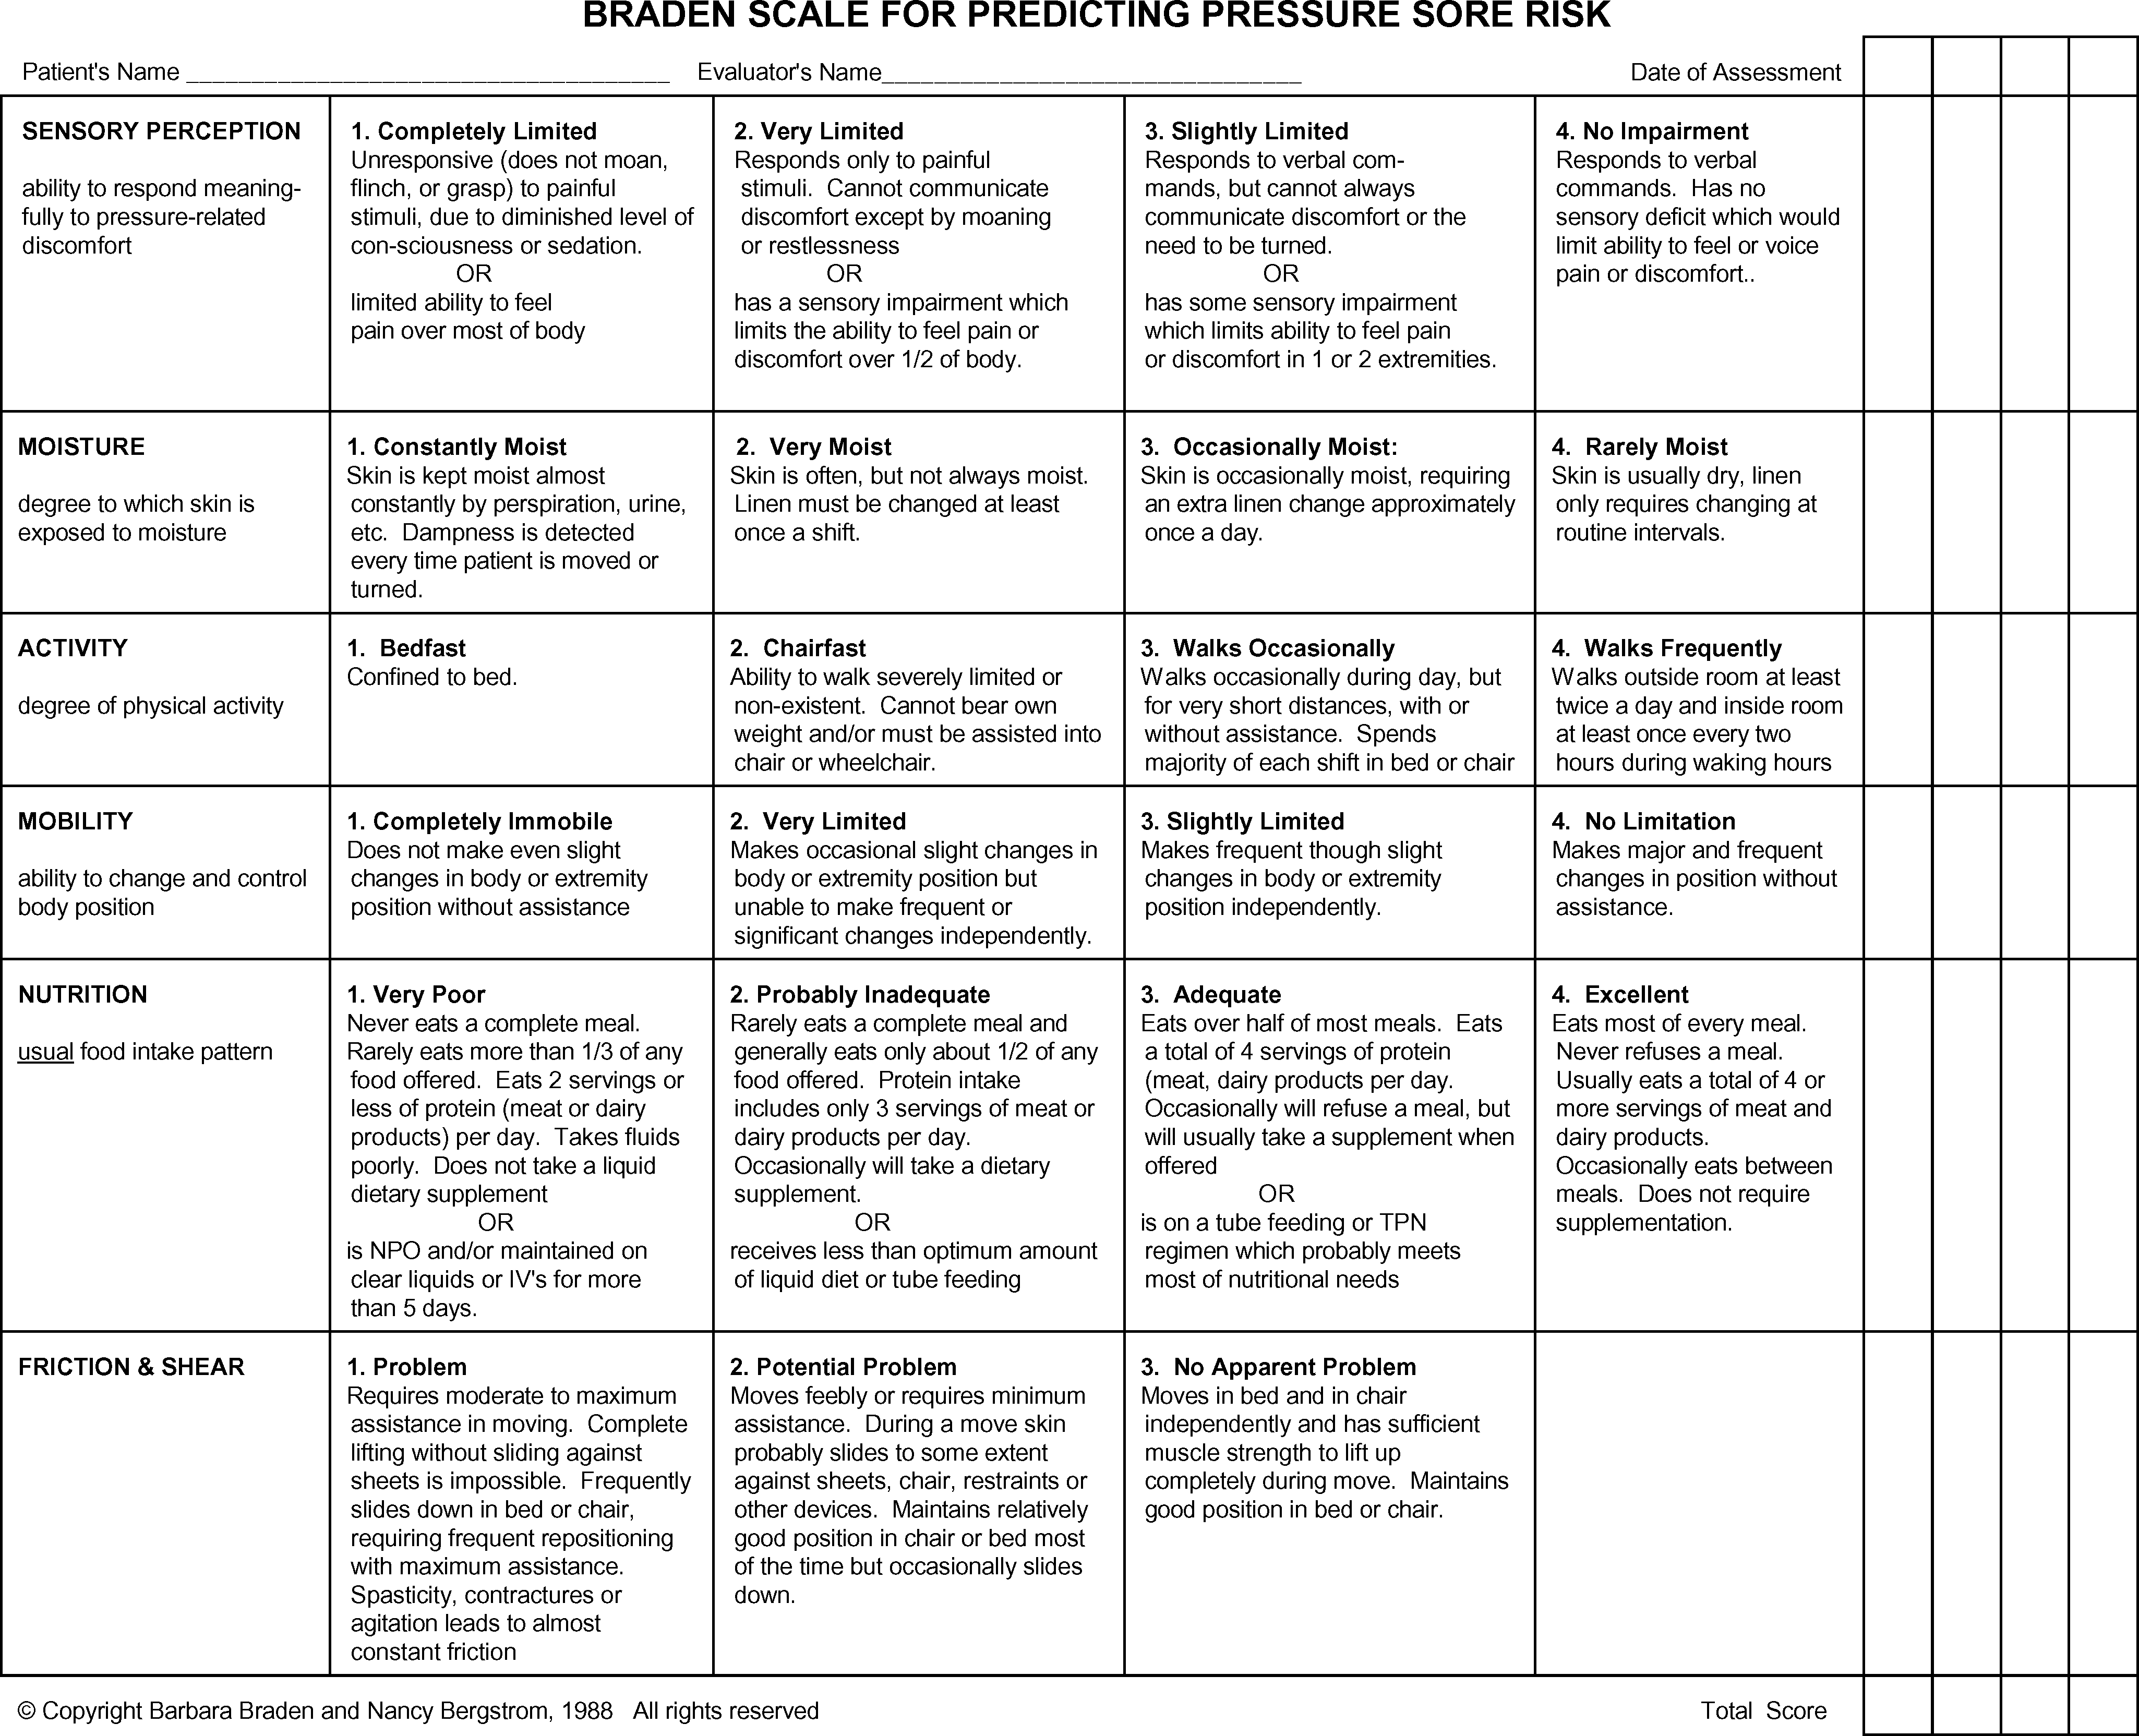 BRADEN SCALE FOR PREDICTING PRESSURE SORE RISK
Patient's Name _____________________________________ Evaluator's Name________________________________ Date of Assessment
SENSORY PERCEPTION
ability to respond meaning-
fully to pressure-related
discomfort
1. Completely Limited
Unresponsive (does not moan,
flinch, or grasp) to painful
stimuli, due to diminished level of
con-sciousness or sedation.
OR
limited ability to feel
pain over most of body
2. Very Limited
Responds only to painful
stimuli. Cannot communicate
discomfort except by moaning
or restlessness
OR
has a sensory impairment which
limits the ability to feel pain or
discomfort over 1/2 of body.
3. Slightly Limited
Responds to verbal com-
mands, but cannot always
communicate discomfort or the
need to be turned.
OR
has some sensory impairment
which limits ability to feel pain
or discomfort in 1 or 2 extremities.
4. No Impairment
Responds to verbal
commands. Has no
sensory deficit which would
limit ability to feel or voice
pain or discomfort..
MOISTURE
degree to which skin is
exposed to moisture
1. Constantly Moist
Skin is kept moist almost
constantly by perspiration, urine,
etc. Dampness is detected
every time patient is moved or
turned.
2. Very Moist
Skin is often, but not always moist.
Linen must be changed at least
once a shift.
3. Occasionally Moist:
Skin is occasionally moist, requiring
an extra linen change approximately
once a day.
4. Rarely Moist
Skin is usually dry, linen
only requires changing at
routine intervals.
ACTIVITY
degree of physical activity
1. Bedfast
Confined to bed.
2. Chairfast
Ability to walk severely limited or
non-existent. Cannot bear own
weight and/or must be assisted into
chair or wheelchair.
3. Walks Occasionally
Walks occasionally during day, but
for very short distances, with or
without assistance. Spends
majority of each shift in bed or chair
4. Walks Frequently
Walks outside room at least
twice a day and inside room
at least once every two
hours during waking hours
MOBILITY
ability to change and control
body position
1. Completely Immobile
Does not make even slight
changes in body or extremity
position without assistance
2. Very Limited
Makes occasional slight changes in
body or extremity position but
unable to make frequent or
significant changes independently.
3. Slightly Limited
Makes frequent though slight
changes in body or extremity
position independently.
4. No Limitation
Makes major and frequent
changes in position without
assistance.
NUTRITION
usual food intake pattern
1. Very Poor
Never eats a complete meal.
Rarely eats more than 1/3 of any
food offered. Eats 2 servings or
less of protein (meat or dairy
products) per day. Takes fluids
poorly. Does not take a liquid
dietary supplement
OR
is NPO and/or maintained on
clear liquids or IV's for more
than 5 days.
2. Probably Inadequate
Rarely eats a complete meal and
generally eats only about 1/2 of any
food offered. Protein intake
includes only 3 servings of meat or
dairy products per day.
Occasionally will take a dietary
supplement.
OR
receives less than optimum amount
of liquid diet or tube feeding
3. Adequate
Eats over half of most meals. Eats
a total of 4 servings of protein
(meat, dairy products per day.
Occasionally will refuse a meal, but
will usually take a supplement when
offered
OR
is on a tube feeding or TPN
regimen which probably meets
most of nutritional needs
4. Excellent
Eats most of every meal.
Never refuses a meal.
Usually eats a total of 4 or
more servings of meat and
dairy products.
Occasionally eats between
meals. Does not require
supplementation.
FRICTION & SHEAR
1. Problem
Requires moderate to maximum
assistance in moving. Complete
lifting without sliding against
sheets is impossible. Frequently
slides down in bed or chair,
requiring frequent repositioning
with maximum assistance.
Spasticity, contractures or
agitation leads to almost
constant friction
2. Potential Problem
Moves feebly or requires minimum
assistance. During a move skin
probably slides to some extent
against sheets, chair, restraints or
other devices. Maintains relatively
good position in chair or bed most
of the time but occasionally slides
down.
3. No Apparent Problem
Moves in bed and in chair
independently and has sufficient
muscle strength to lift up
completely during move. Maintains
good position in bed or chair.
© Copyright Barbara Braden and Nancy Bergstrom, 1988 All rights reserved
Total Score